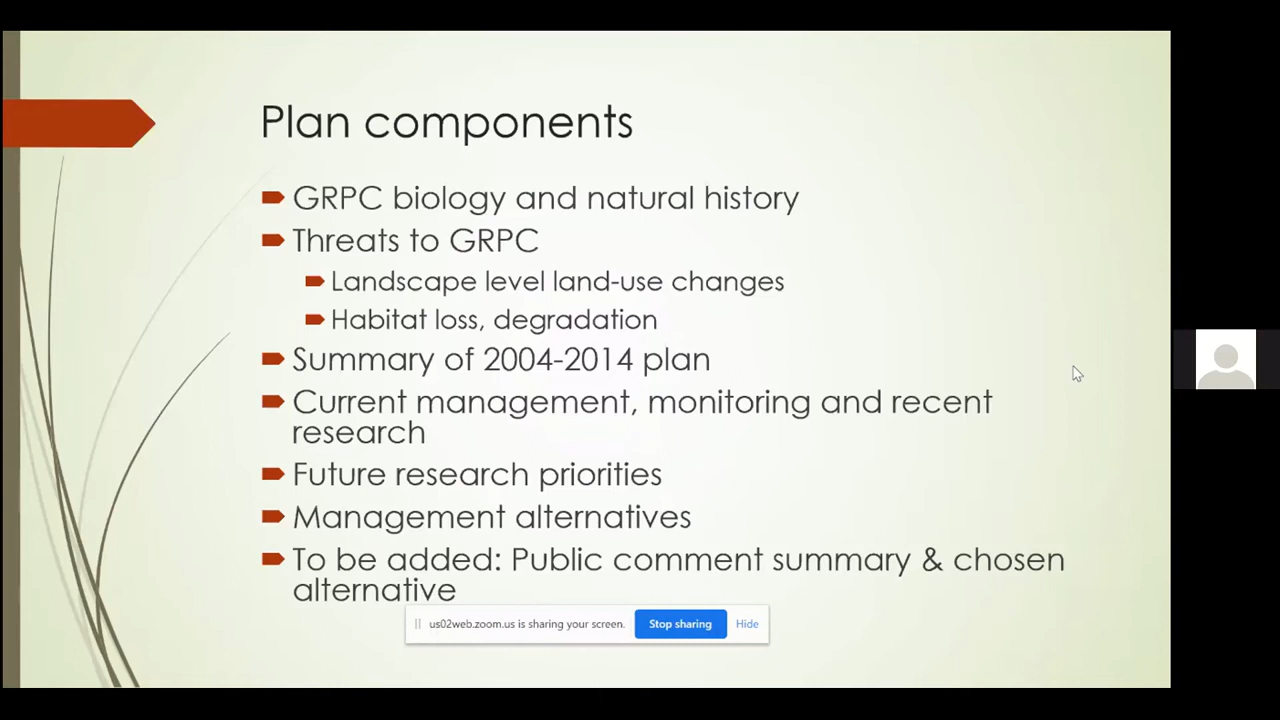 Plan components
GRPC biology and natural history
Threats to GRPC
Landscape level land-use changes
Habitat loss, degradation
Summary of 2004-2014 plan
Current management, monitoring and recent
research
Future research priorities
Management alternatives
To be added: Public comment summary & chosen
alternative
us02web.zoom.us is sharing your screen.
Stop sharing
Hide